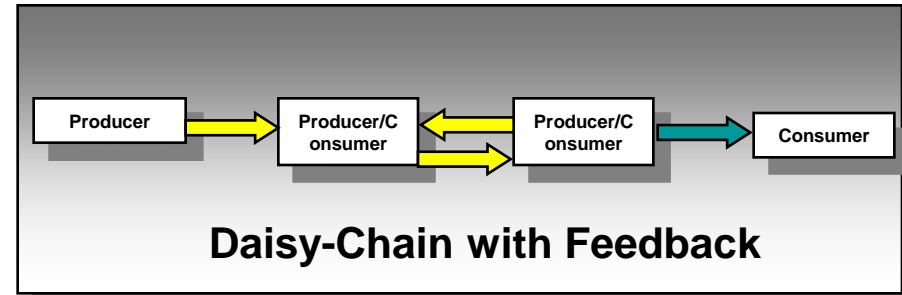 Producer
Producer/C
onsumer
Producer/C
onsumer
Consumer
Daisy-Chain with Feedback